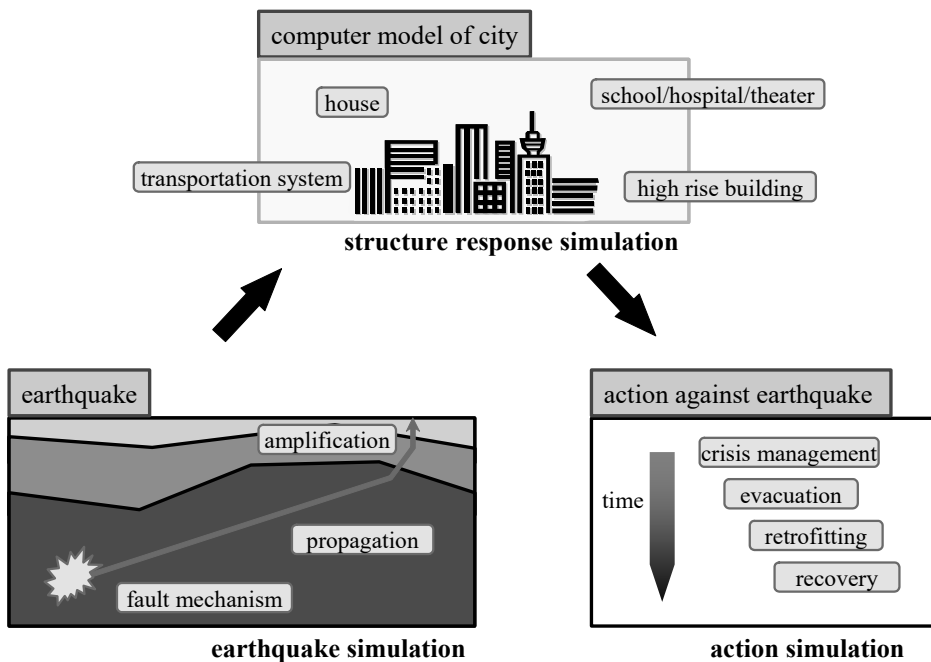 computer model of city
house
school/hospital/theater
transportation system
high rise building
structure response simulation
earthquake
amplification
propagation
fault mechanism
earthquake simulation
action against earthquake
crisis management
time
evacuation
retrofitting
recovery
action simulation